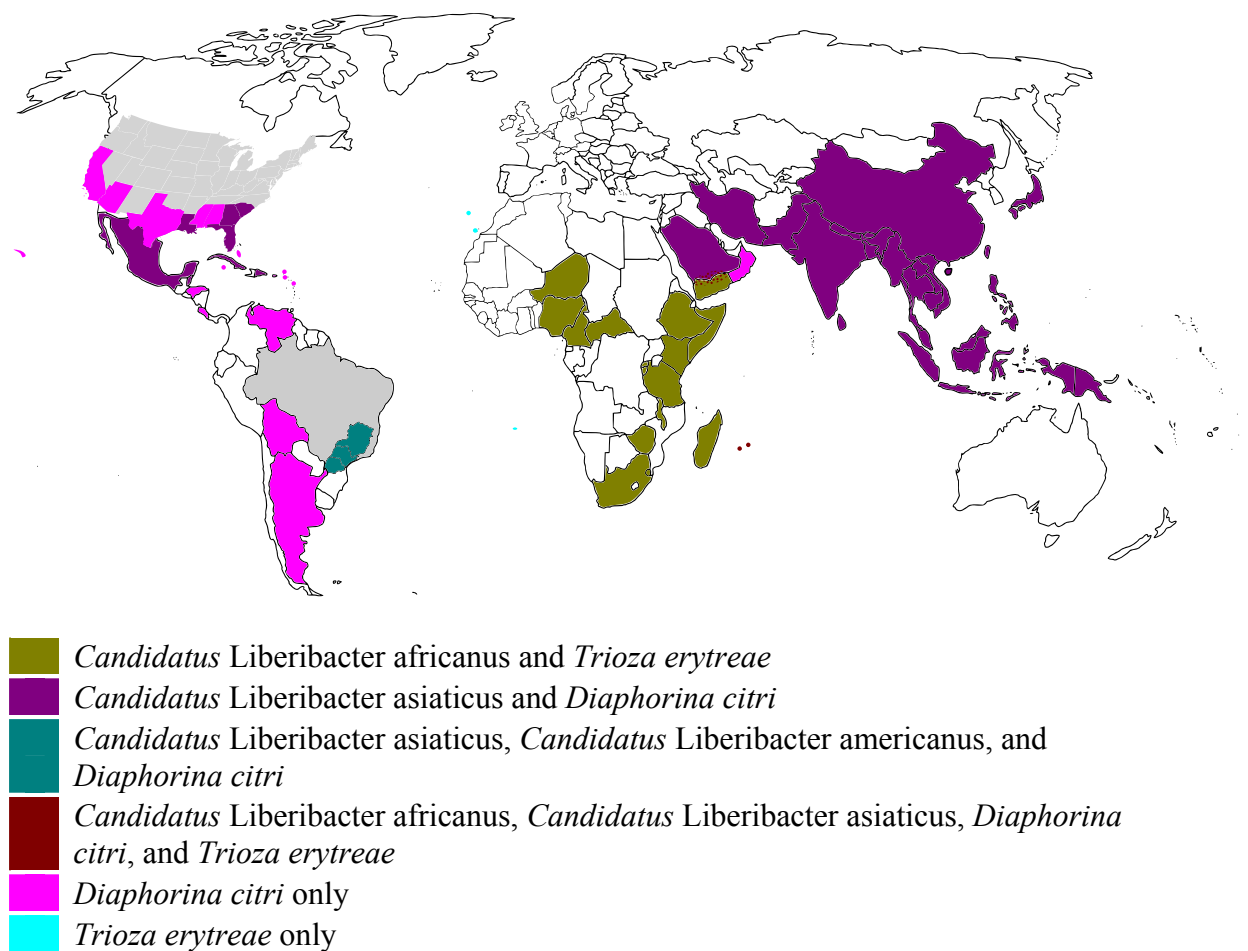 Candidatus Liberibacter africanus and Trioza erytreae
Candidatus Liberibacter asiaticus and Diaphorina citri
Candidatus Liberibacter asiaticus, Candidatus Liberibacter americanus, and
Diaphorina citri
Candidatus Liberibacter africanus, Candidatus Liberibacter asiaticus, Diaphorina
citri, and Trioza erytreae
Diaphorina citri only
Trioza erytreae only